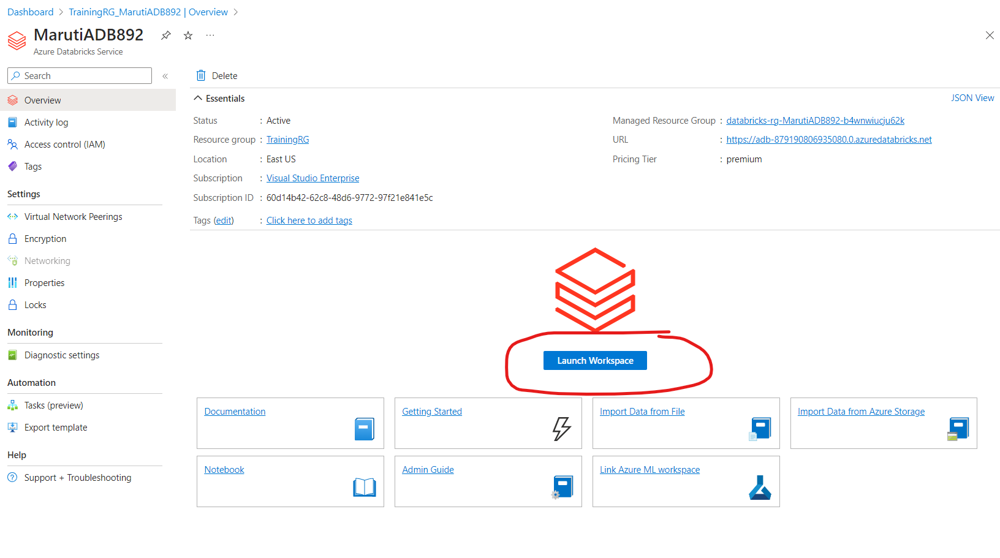 Dashboard > TrainingRG_MarutiADB892 | Overview >
MarutiADB892
Azure Databricks Service
Search
«
Overview
Activity log
Access control (IAM)
Tags
Settings
Virtual Network Peerings
Encryption
Networking
Properties
Locks
Monitoring
Diagnostic settings
Automation
Tasks (preview)
Export template
Help
Support + Troubleshooting
Delete
Essentials
JSON View
Status : Active
Resource group : TrainingRG
Location : East US
Subscription : Visual Studio Enterprise
Subscription ID : 60d14b42-62c8-48d6-9772-97f21e841e5c
Tags (edit) : Click here to add tags
Managed Resource Group : databricks-rg-MarutiADB892-b4wnwiucju62k
URL : https://adb-879190806935080.0.azuredatabricks.net
Pricing Tier : premium
Launch Workspace
Documentation
Getting Started
Import Data from File
Import Data from Azure Storage
Notebook
Admin Guide
Link Azure ML workspace